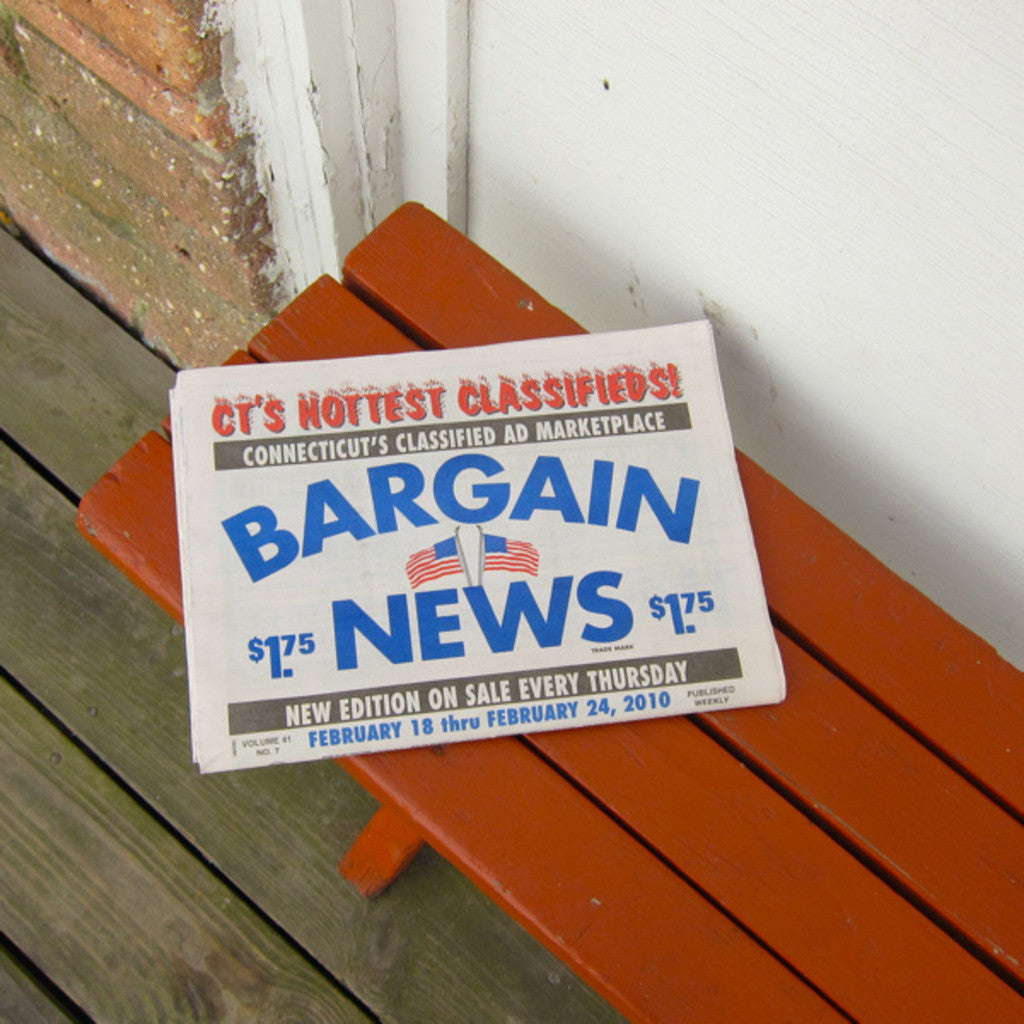 CT'S HOTTEST CLASSIFIEDS!
CONNECTICUT'S CLASSIFIED AD MARKETPLACE
BARGAIN
NEWS
$1.75 $1.75
TRADE MARK
NEW EDITION ON SALE EVERY THURSDAY
VOLUME 41
NO. 7
FEBRUARY 18 thru FEBRUARY 24, 2010
PUBLISHED
WEEKLY